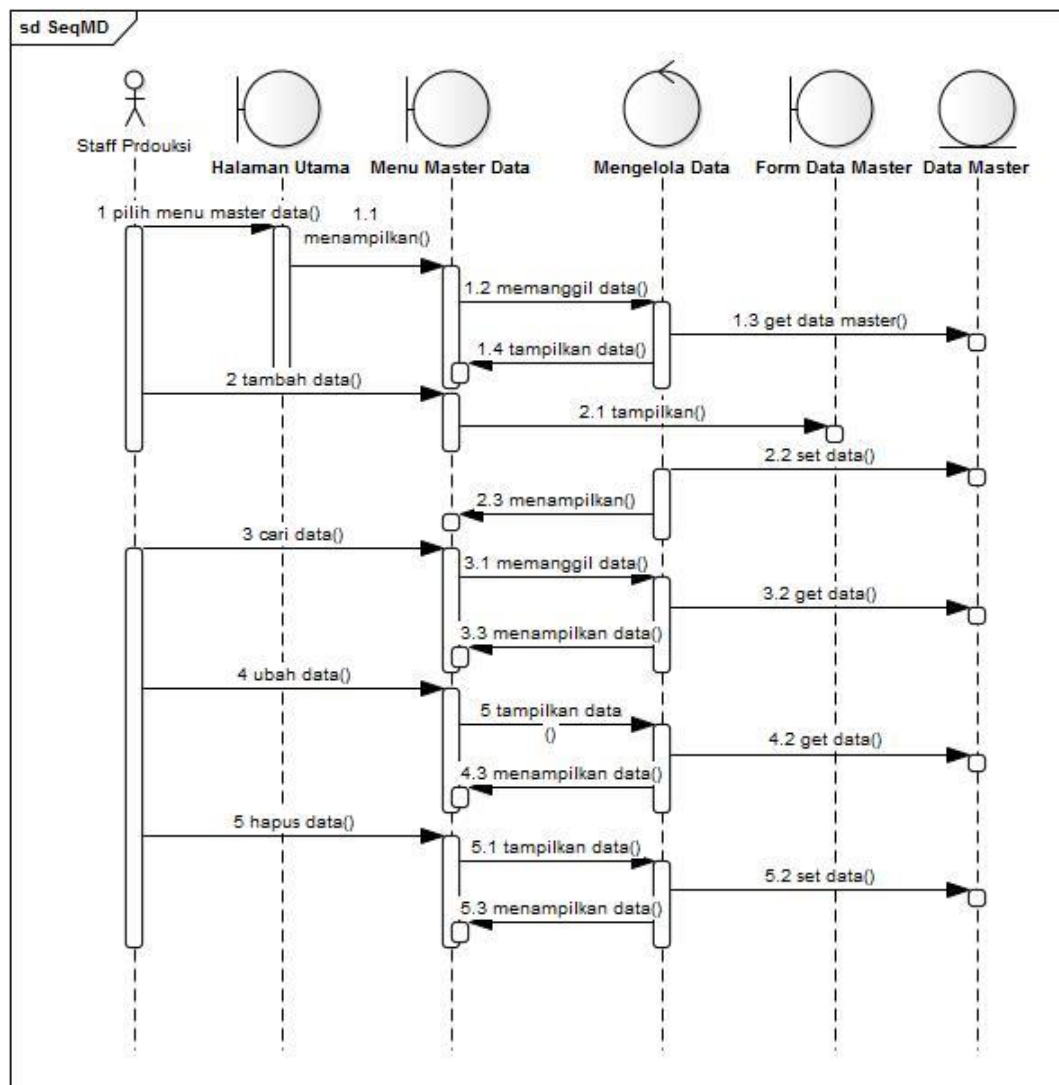 sd SeqMD
Staff Prdouksi
Halaman Utama
Menu Master Data
Mengelola Data
Form Data Master
Data Master
1 pilih menu master data()
1.1
menampilkan()
1.2 memanggil data()
1.3 get data master()
1.4 tampilkan data()
2 tambah data()
2.1 tampilkan()
2.2 set data()
2.3 menampilkan()
3 cari data()
3.1 memanggil data()
3.2 get data()
3.3 menampilkan data()
4 ubah data()
5 tampilkan data
()
4.2 get data()
4.3 menampilkan data()
5 hapus data()
5.1 tampilkan data()
5.2 set data()
5.3 menampilkan data()